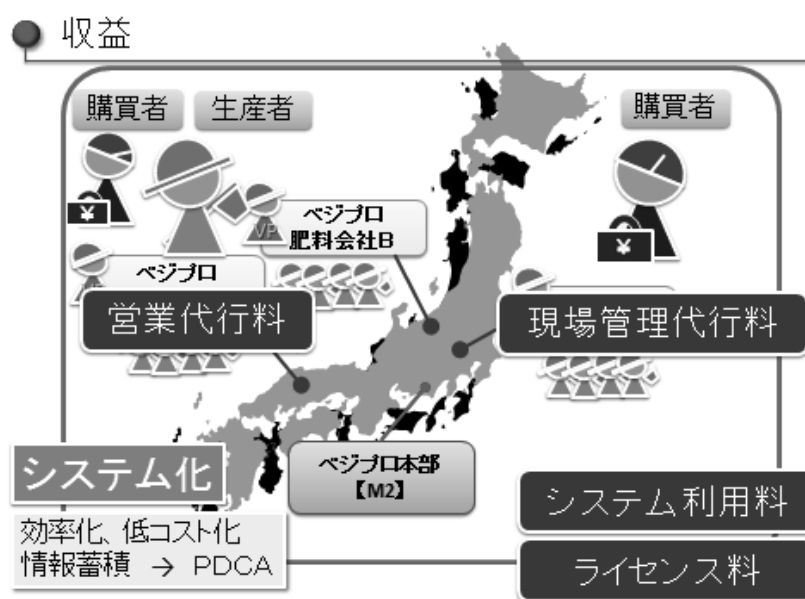 収益
購買者
生産者
購買者
¥
¥
VP
ベジプロ
肥料会社B
ベジプロ
営業代行料
現場管理代行料
システム化
ベジプロ本部
【M2】
効率化、低コスト化
情報蓄積 → PDCA
システム利用料
ライセンス料